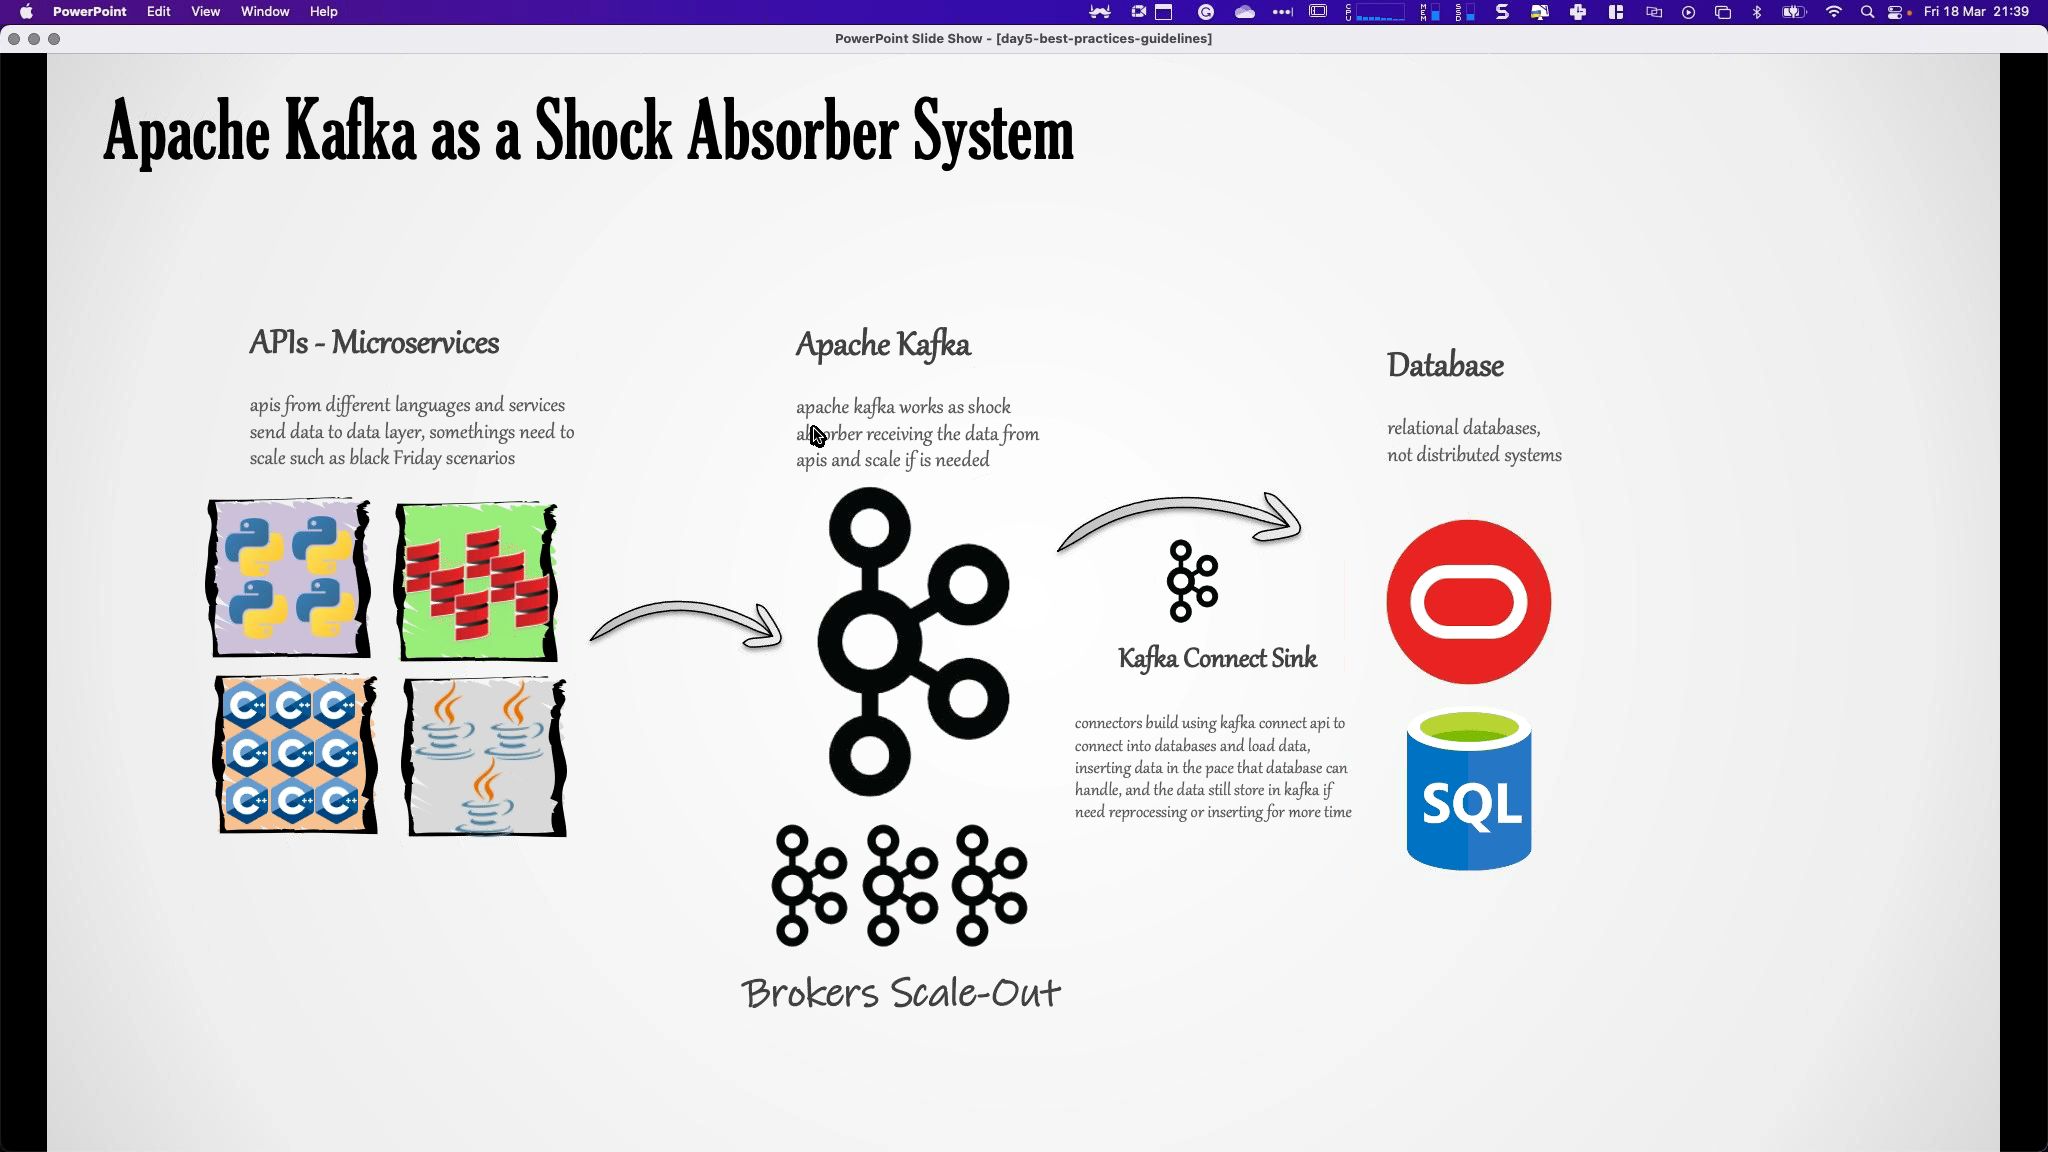 PowerPoint Edit View Window Help
CPU MEM SSD Fri 18 Mar 21:39
PowerPoint Slide Show - [day5-best-practices-guidelines]
Apache Kafka as a Shock Absorber System
APIs - Microservices
apis from different languages and services
send data to data layer, somethings need to
scale such as black Friday scenarios
C++ C++ C++
C++ C++ C++
C++ C++ C++
Apache Kafka
apache kafka works as shock
absorber receiving the data from
apis and scale if is needed
Brokers Scale-Out
Kafka Connect Sink
connectors build using kafka connect api to
connect into databases and load data,
inserting data in the pace that database can
handle, and the data still store in kafka if
need reprocessing or inserting for more time
Database
relational databases,
not distributed systems
SQL